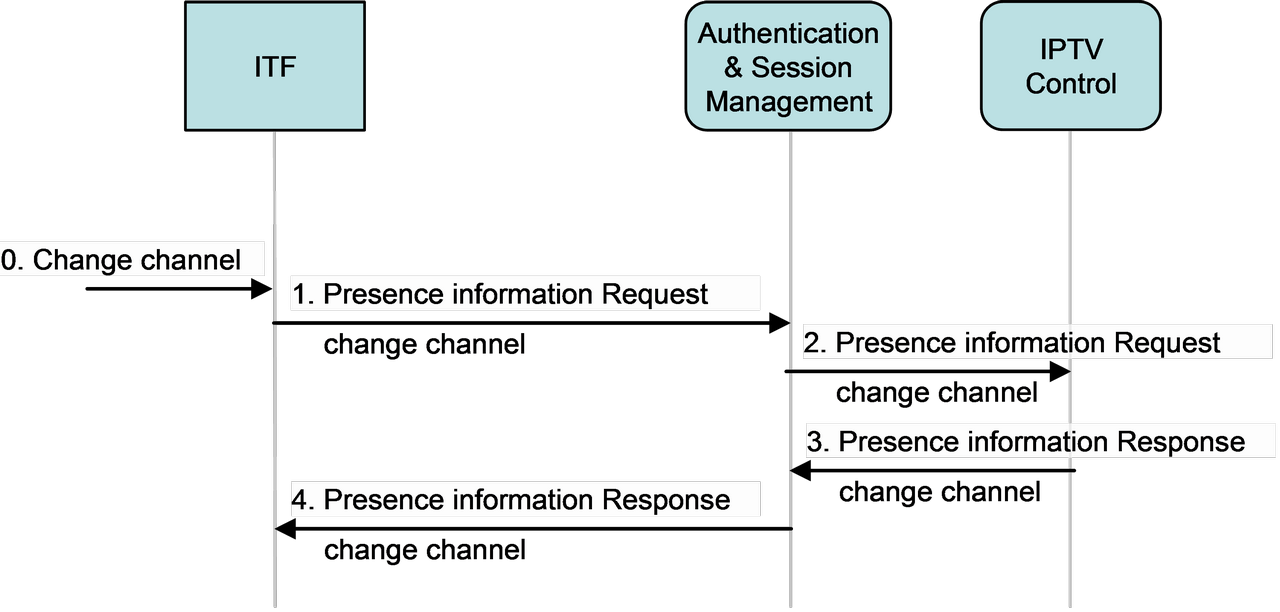 ITF
Authentication
& Session
Management
IPTV
Control
0. Change channel
1. Presence information Request
change channel
2. Presence information Request
change channel
3. Presence information Response
change channel
4. Presence information Response
change channel